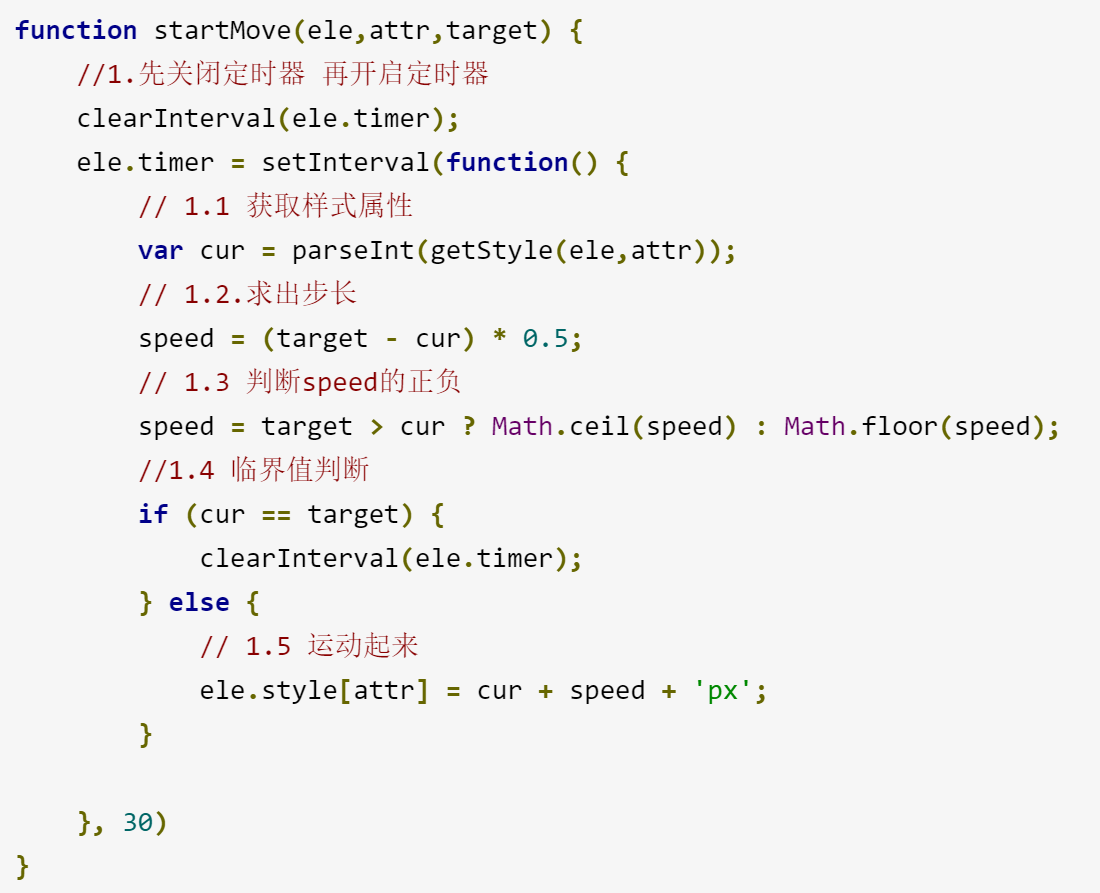 function startMove(ele,attr,target) {
    //1.先关闭定时器 再开启定时器
    clearInterval(ele.timer);
    ele.timer = setInterval(function() {
        // 1.1 获取样式属性
        var cur = parseInt(getStyle(ele,attr));
        // 1.2.求出步长
        speed = (target - cur) * 0.5;
        // 1.3 判断speed的正负
        speed = target > cur ? Math.ceil(speed) : Math.floor(speed);
        //1.4 临界值判断
        if (cur == target) {
            clearInterval(ele.timer);
        } else {
            // 1.5 运动起来
            ele.style[attr] = cur + speed + 'px';
        }
    }, 30)
}